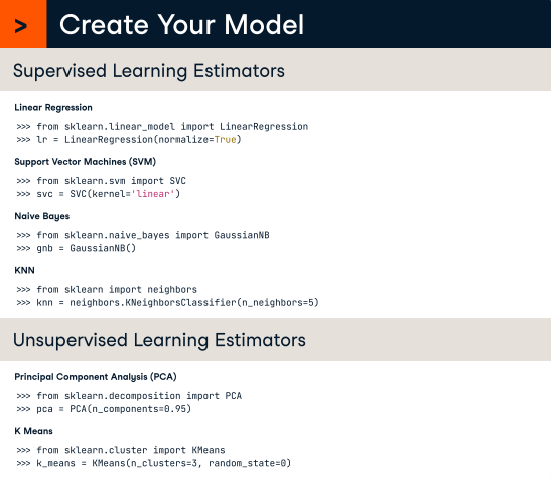 > Create Your Model
Supervised Learning Estimators
Linear Regression
>>> from sklearn.linear_model import LinearRegression
>>> lr = LinearRegression(normalize=True)
Support Vector Machines (SVM)
>>> from sklearn.svm import SVC
>>> svc = SVC(kernel='linear')
Naive Bayes
>>> from sklearn.naive_bayes import GaussianNB
>>> gnb = GaussianNB()
KNN
>>> from sklearn import neighbors
>>> knn = neighbors.KNeighborsClassifier(n_neighbors=5)
Unsupervised Learning Estimators
Principal Component Analysis (PCA)
>>> from sklearn.decomposition import PCA
>>> pca = PCA(n_components=0.95)
K Means
>>> from sklearn.cluster import KMeans
>>> k_means = KMeans(n_clusters=3, random_state=0)